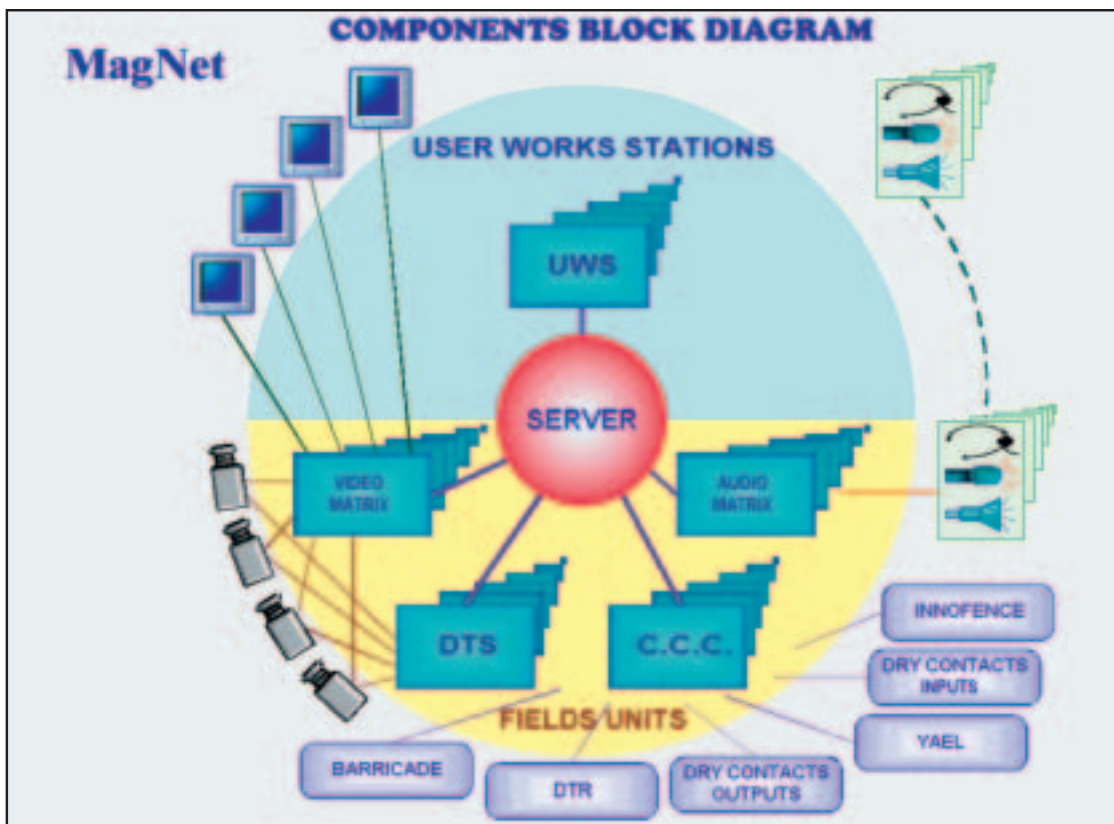 COMPONENTS BLOCK DIAGRAM
MagNet
USER WORKS STATIONS
UWS
SERVER
VIDEO
MATRIX
AUDIO
MATRIX
DTS
C.C.C.
INNOFENCE
DRY CONTACTS
INPUTS
FIELDS UNITS
YAEL
BARRICADE
DTR
DRY CONTACTS
OUTPUTS